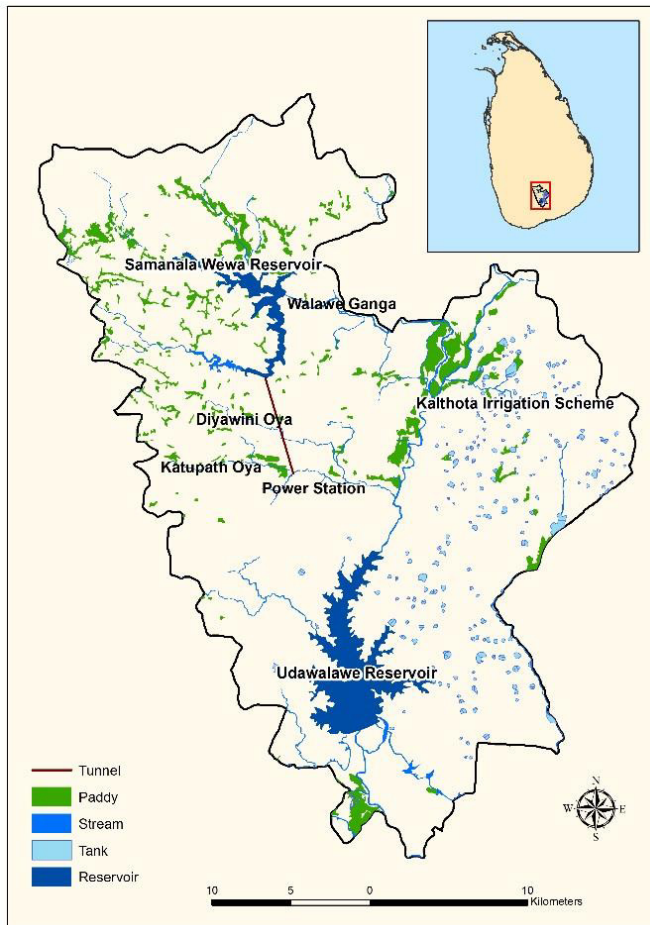 Samanala Wewa Reservoir
Walawe Ganga
Kalthota Irrigation Scheme
Diyawini Oya
Katupath Oya
Power Station
Udawalawe Reservoir
Tunnel
Paddy
Stream
Tank
Reservoir
N
W E
S
10 5 0 10
Kilometers